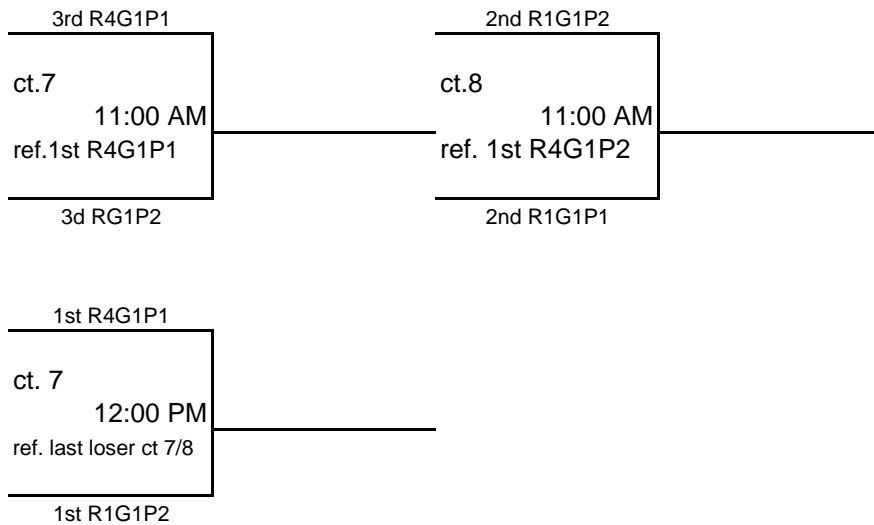 3rd R4G1P1
ct.7
11:00 AM
ref.1st R4G1P1
3d RG1P2
2nd R1G1P2
ct.8
11:00 AM
ref. 1st R4G1P2
2nd R1G1P1
1st R4G1P1
ct. 7
12:00 PM
ref. last loser ct 7/8
1st R1G1P2